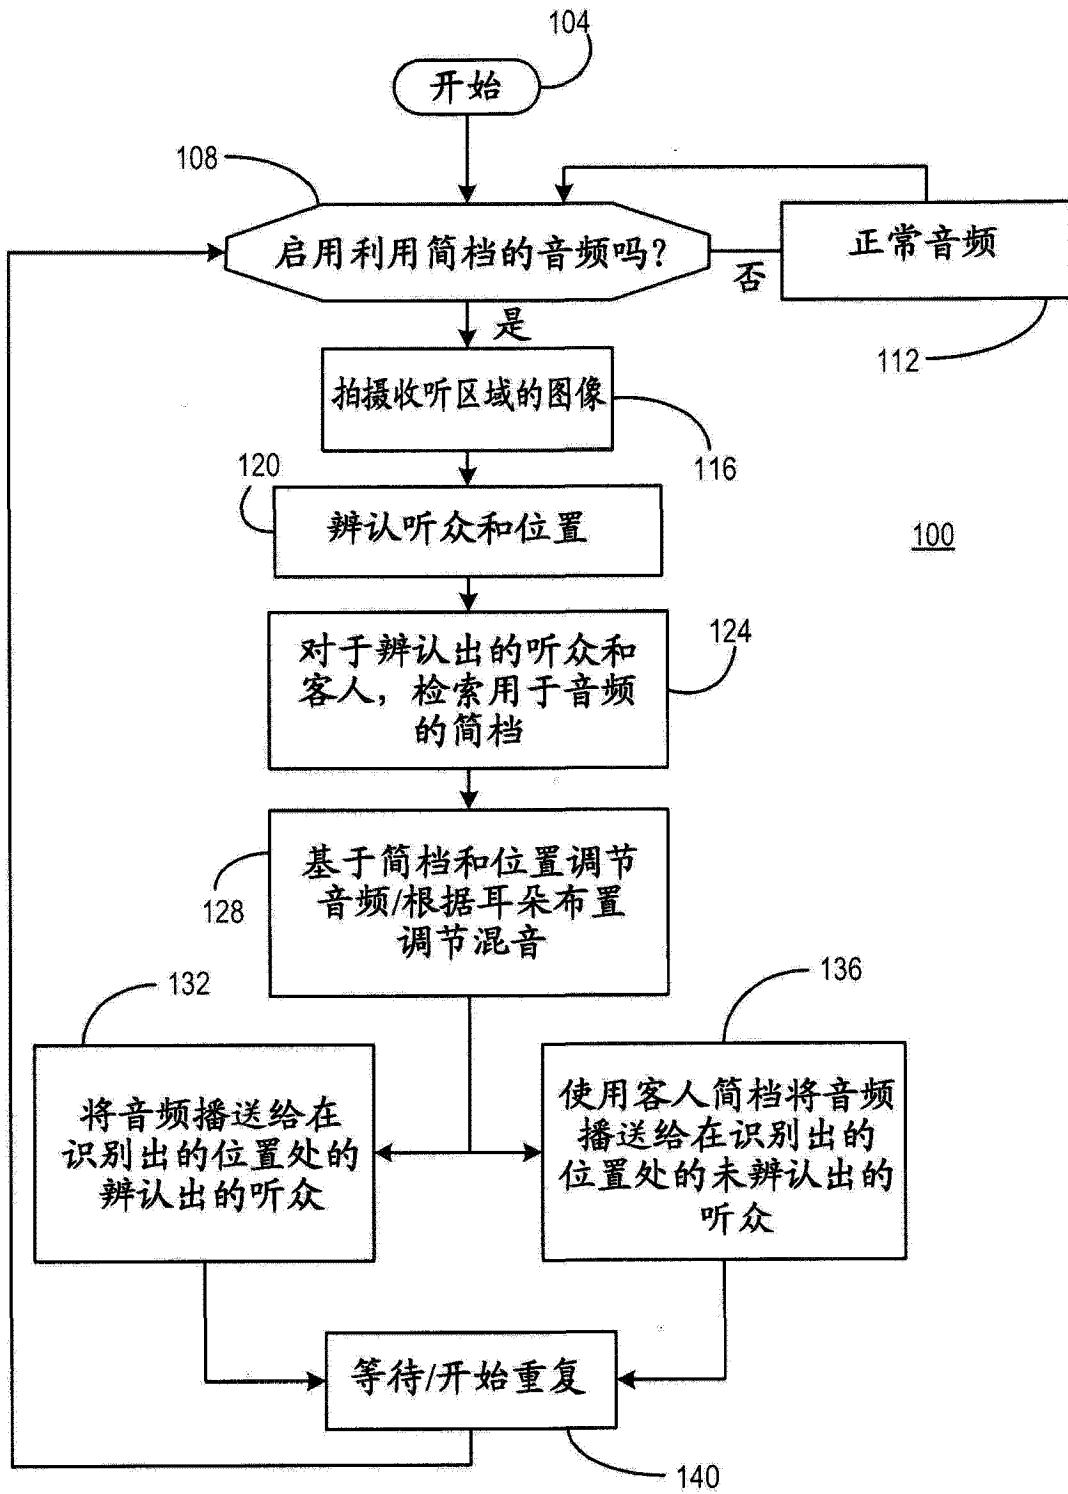 104
开始
108
启用利用简档的音频吗?
正常音频
否
是
112
拍摄收听区域的图像
116
120
辨认听众和位置
100
对于辨认出的听众和
客人，检索用于音频
的简档
124
基于简档和位置调节
音频/根据耳朵布置
调节混音
128
132
136
将音频播送给在
识别出的位置处的
辨认出的听众
使用客人简档将音频
播送给在识别出的
位置处的未辨认出的
听众
等待/开始重复
140